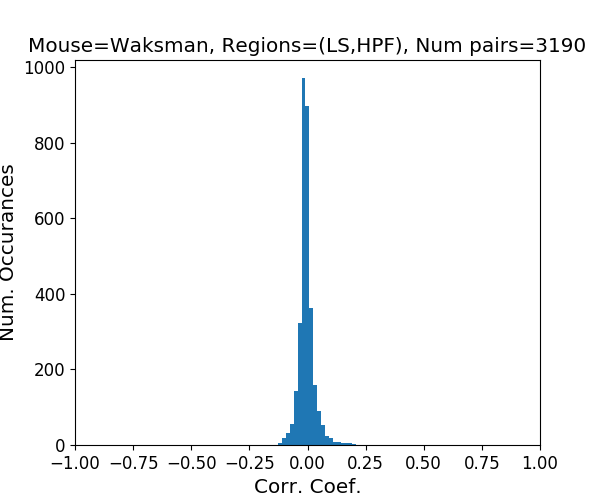 Mouse=Waksman, Regions=(LS,HPF), Num pairs=3190
1000
800
600
400
200
0
Num. Occurances
−1.00 −0.75 −0.50 −0.25 0.00 0.25 0.50 0.75 1.00
Corr. Coef.